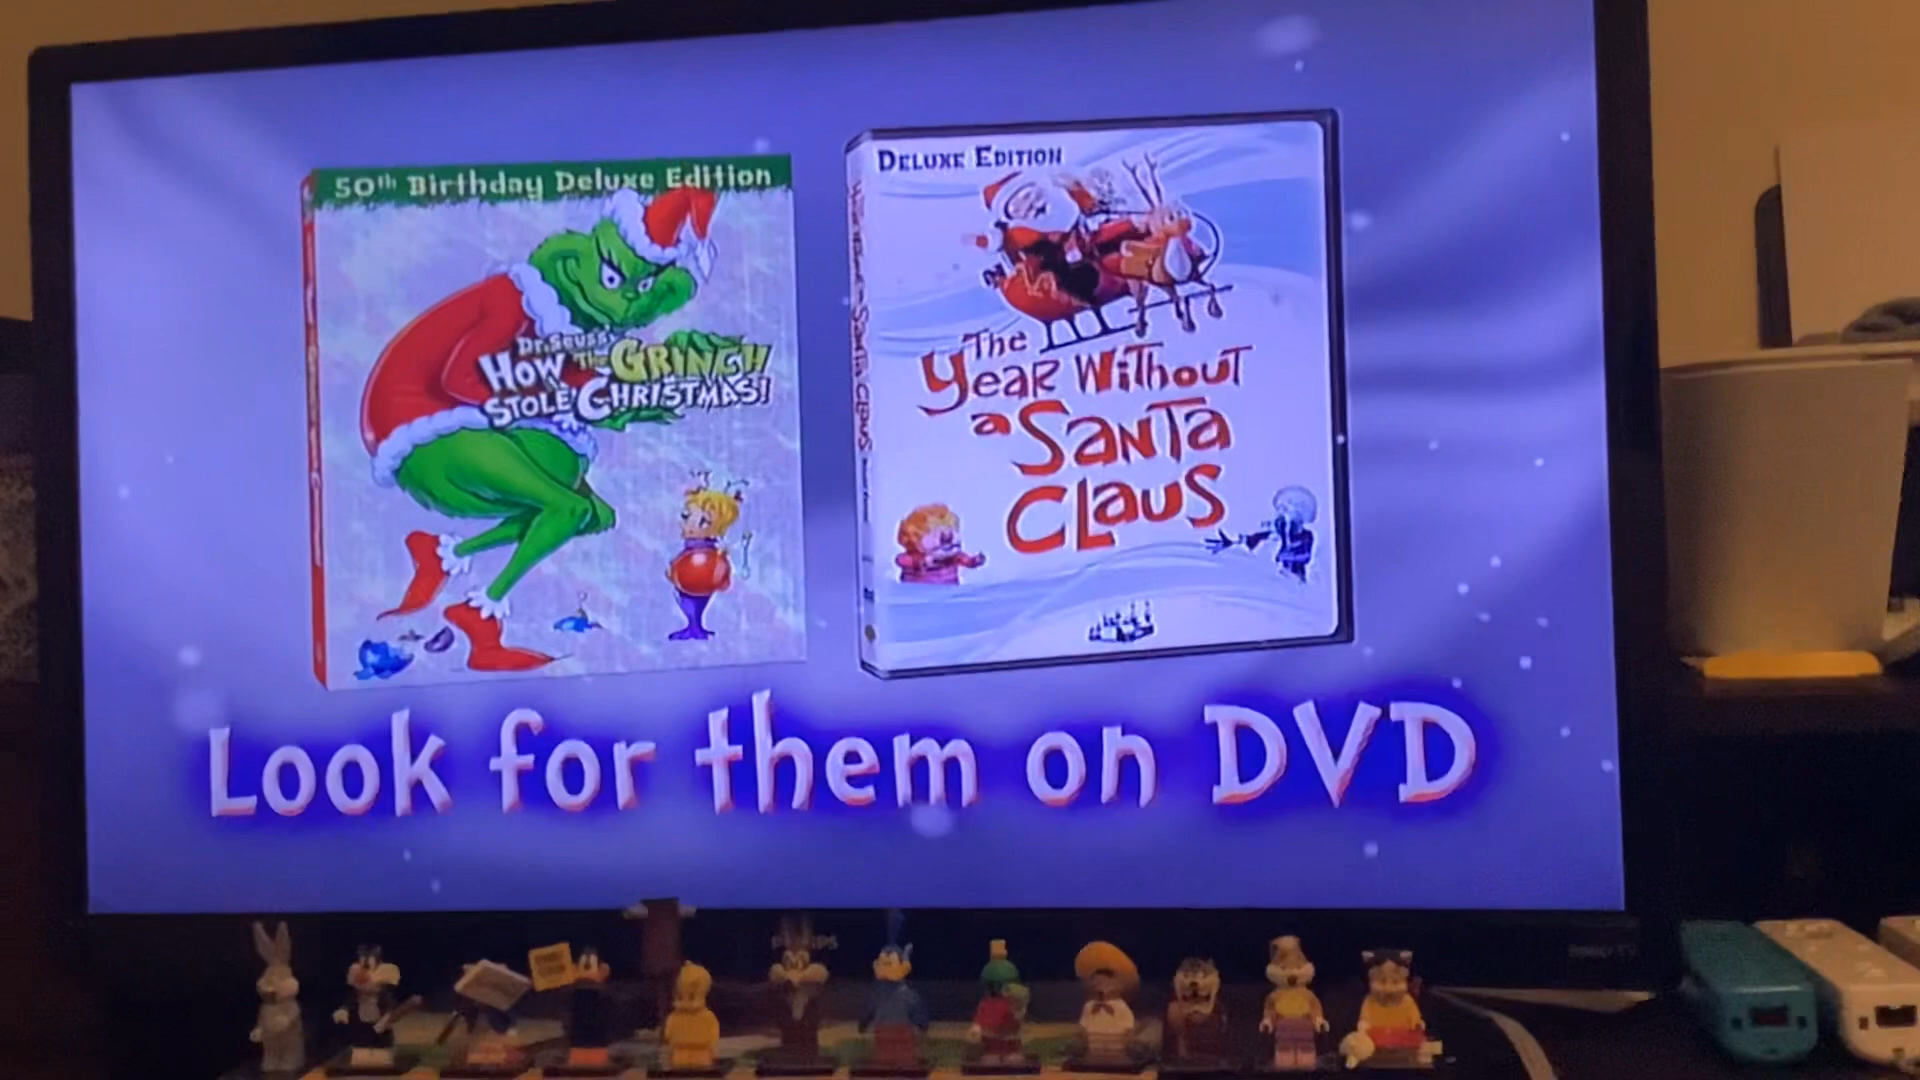 50th Birthday Deluxe Edition
Dr. Seuss's
HOW The GRINCH
STOLE CHRISTMAS!
DELUXE EDITION
The
Year Without
a Santa
Claus
Look for them on DVD
PHILIPS